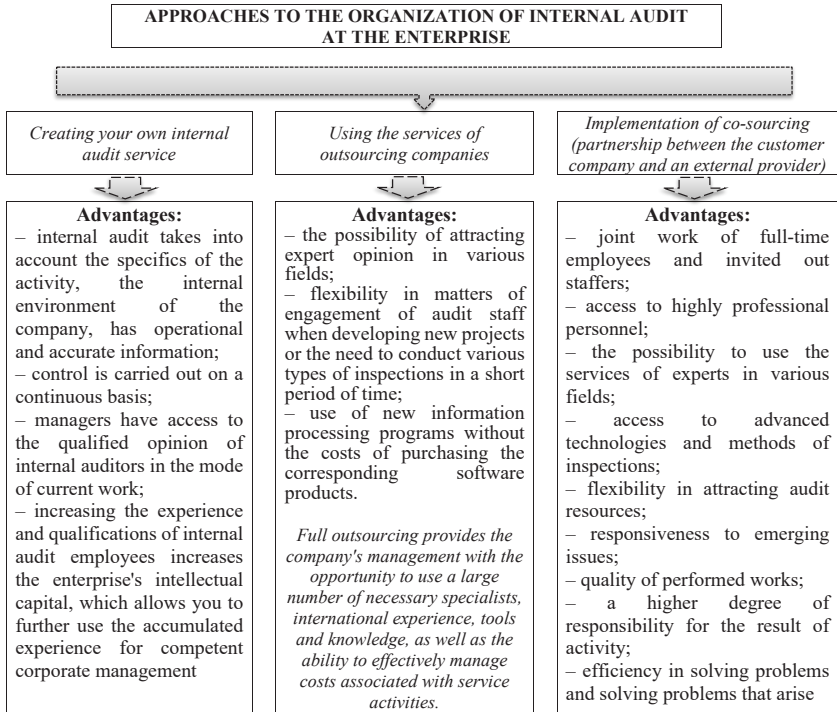 APPROACHES TO THE ORGANIZATION OF INTERNAL AUDIT
AT THE ENTERPRISE
Creating your own internal
audit service
Advantages:
– internal audit takes into
account the specifics of the
activity, the internal
environment of the
company, has operational
and accurate information;
– control is carried out on a
continuous basis;
– managers have access to
the qualified opinion of
internal auditors in the mode
of current work;
– increasing the experience
and qualifications of internal
audit employees increases
the enterprise's intellectual
capital, which allows you to
further use the accumulated
experience for competent
corporate management
Using the services of
outsourcing companies
Advantages:
– the possibility of attracting
expert opinion in various
fields;
– flexibility in matters of
engagement of audit staff
when developing new projects
or the need to conduct various
types of inspections in a short
period of time;
– use of new information
processing programs without
the costs of purchasing the
corresponding software
products.
Full outsourcing provides the
company's management with the
opportunity to use a large
number of necessary specialists,
international experience, tools
and knowledge, as well as the
ability to effectively manage
costs associated with service
activities.
Implementation of co-sourcing
(partnership between the customer
company and an external provider)
Advantages:
– joint work of full-time
employees and invited out
staffers;
– access to highly professional
personnel;
– the possibility to use the
services of experts in various
fields;
– access to advanced
technologies and methods of
inspections;
– flexibility in attracting audit
resources;
– responsiveness to emerging
issues;
– quality of performed works;
– a higher degree of
responsibility for the result of
activity;
– efficiency in solving problems
and solving problems that arise